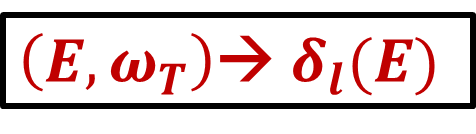 (E, ω_T) → δ_l(E)